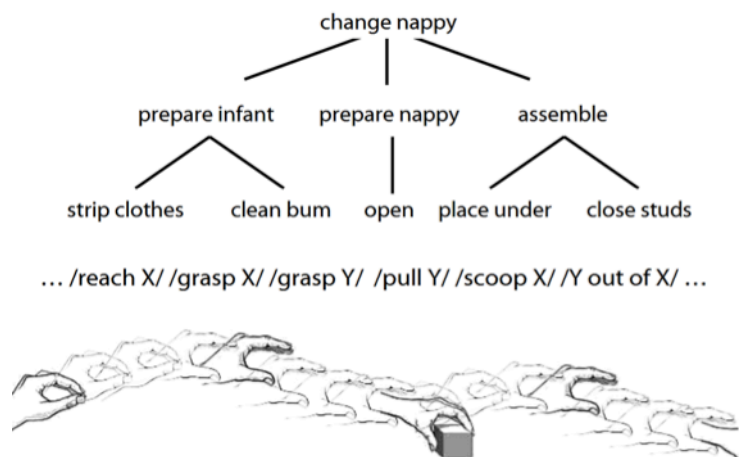 change nappy
prepare infant prepare nappy assemble
strip clothes clean bum open place under close studs
... /reach X/ /grasp X/ /grasp Y/ /pull Y/ /scoop X/ /Y out of X/ ...